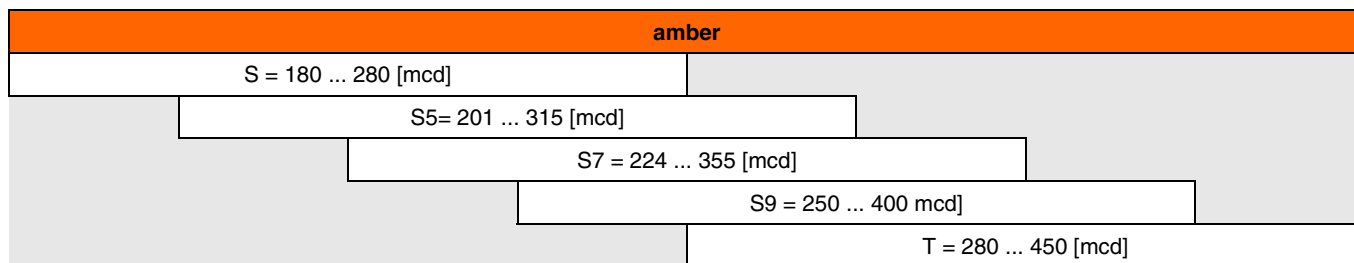 amber
S = 180 ... 280 [mcd]
S5= 201 ... 315 [mcd]
S7 = 224 ... 355 [mcd]
S9 = 250 ... 400 mcd]
T = 280 ... 450 [mcd]